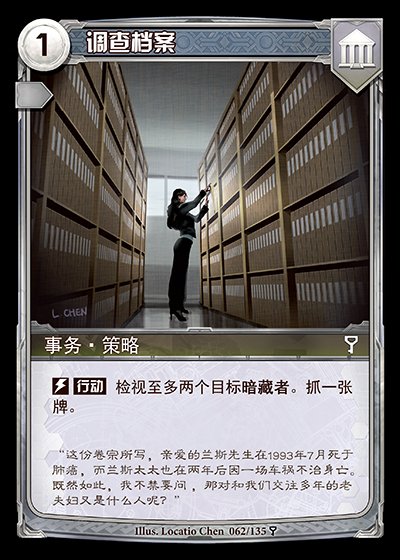 1
调查档案
L. CHEN
事务·策略
行动 检视至多两个目标暗藏者。抓一张
牌。
“这份卷宗所写，亲爱的兰斯先生在1993年7月死于
肺癌，而兰斯太太也在两年后因一场车祸不治身亡。
既然如此，我不禁要问，那对和我们交往多年的老
夫妇又是什么人呢？”
Illus. Locatio Chen 062/135